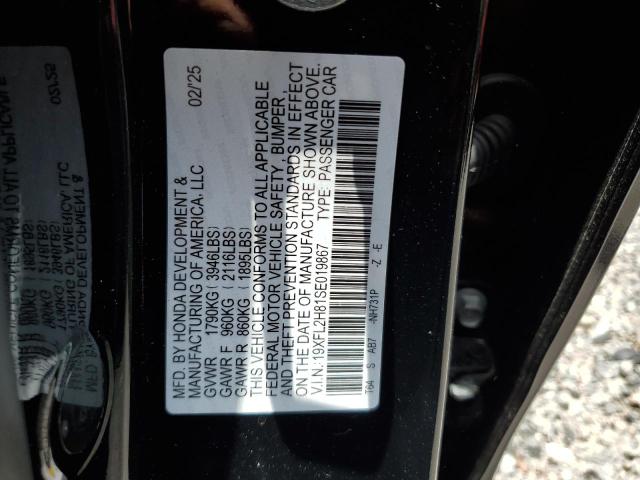 MFD. BY HONDA DEVELOPMENT & 02/'25
MANUFACTURING OF AMERICA, LLC
GVWR 1790KG (3946LBS)
GAWR F 960KG (2116LBS)
GAWR R 860KG (1895LBS)
THIS VEHICLE CONFORMS TO ALL APPLICABLE
FEDERAL MOTOR VEHICLE SAFETY, BUMPER,
AND THEFT PREVENTION STANDARDS IN EFFECT
ON THE DATE OF MANUFACTURE SHOWN ABOVE.
V.I.N.:19XFL2H81SE019867 TYPE: PASSENGER CAR
T64 S AB7 -NH731P -Z -E